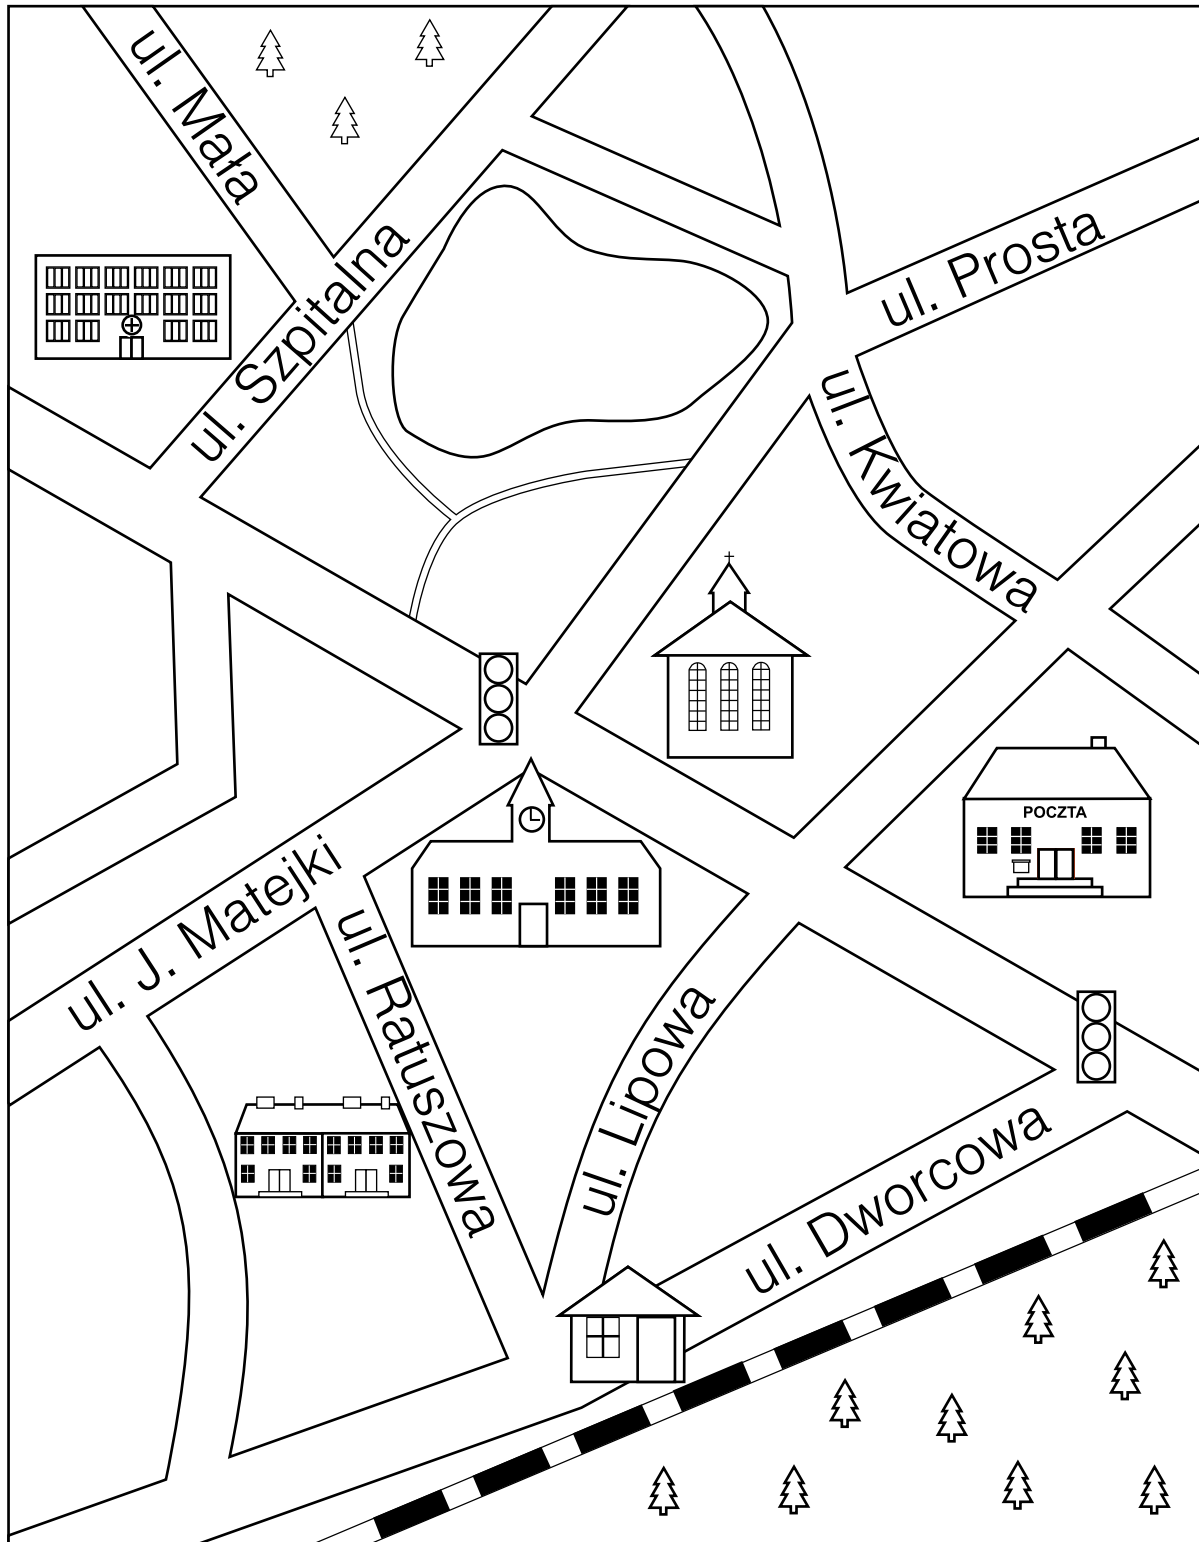 ul. Mała
ul. Szpitalna
ul. Prosta
ul. Kwiatowa
POCZTA
ul. J. Matejki
ul. Ratuszowa
ul. Lipowa
ul. Dworcowa